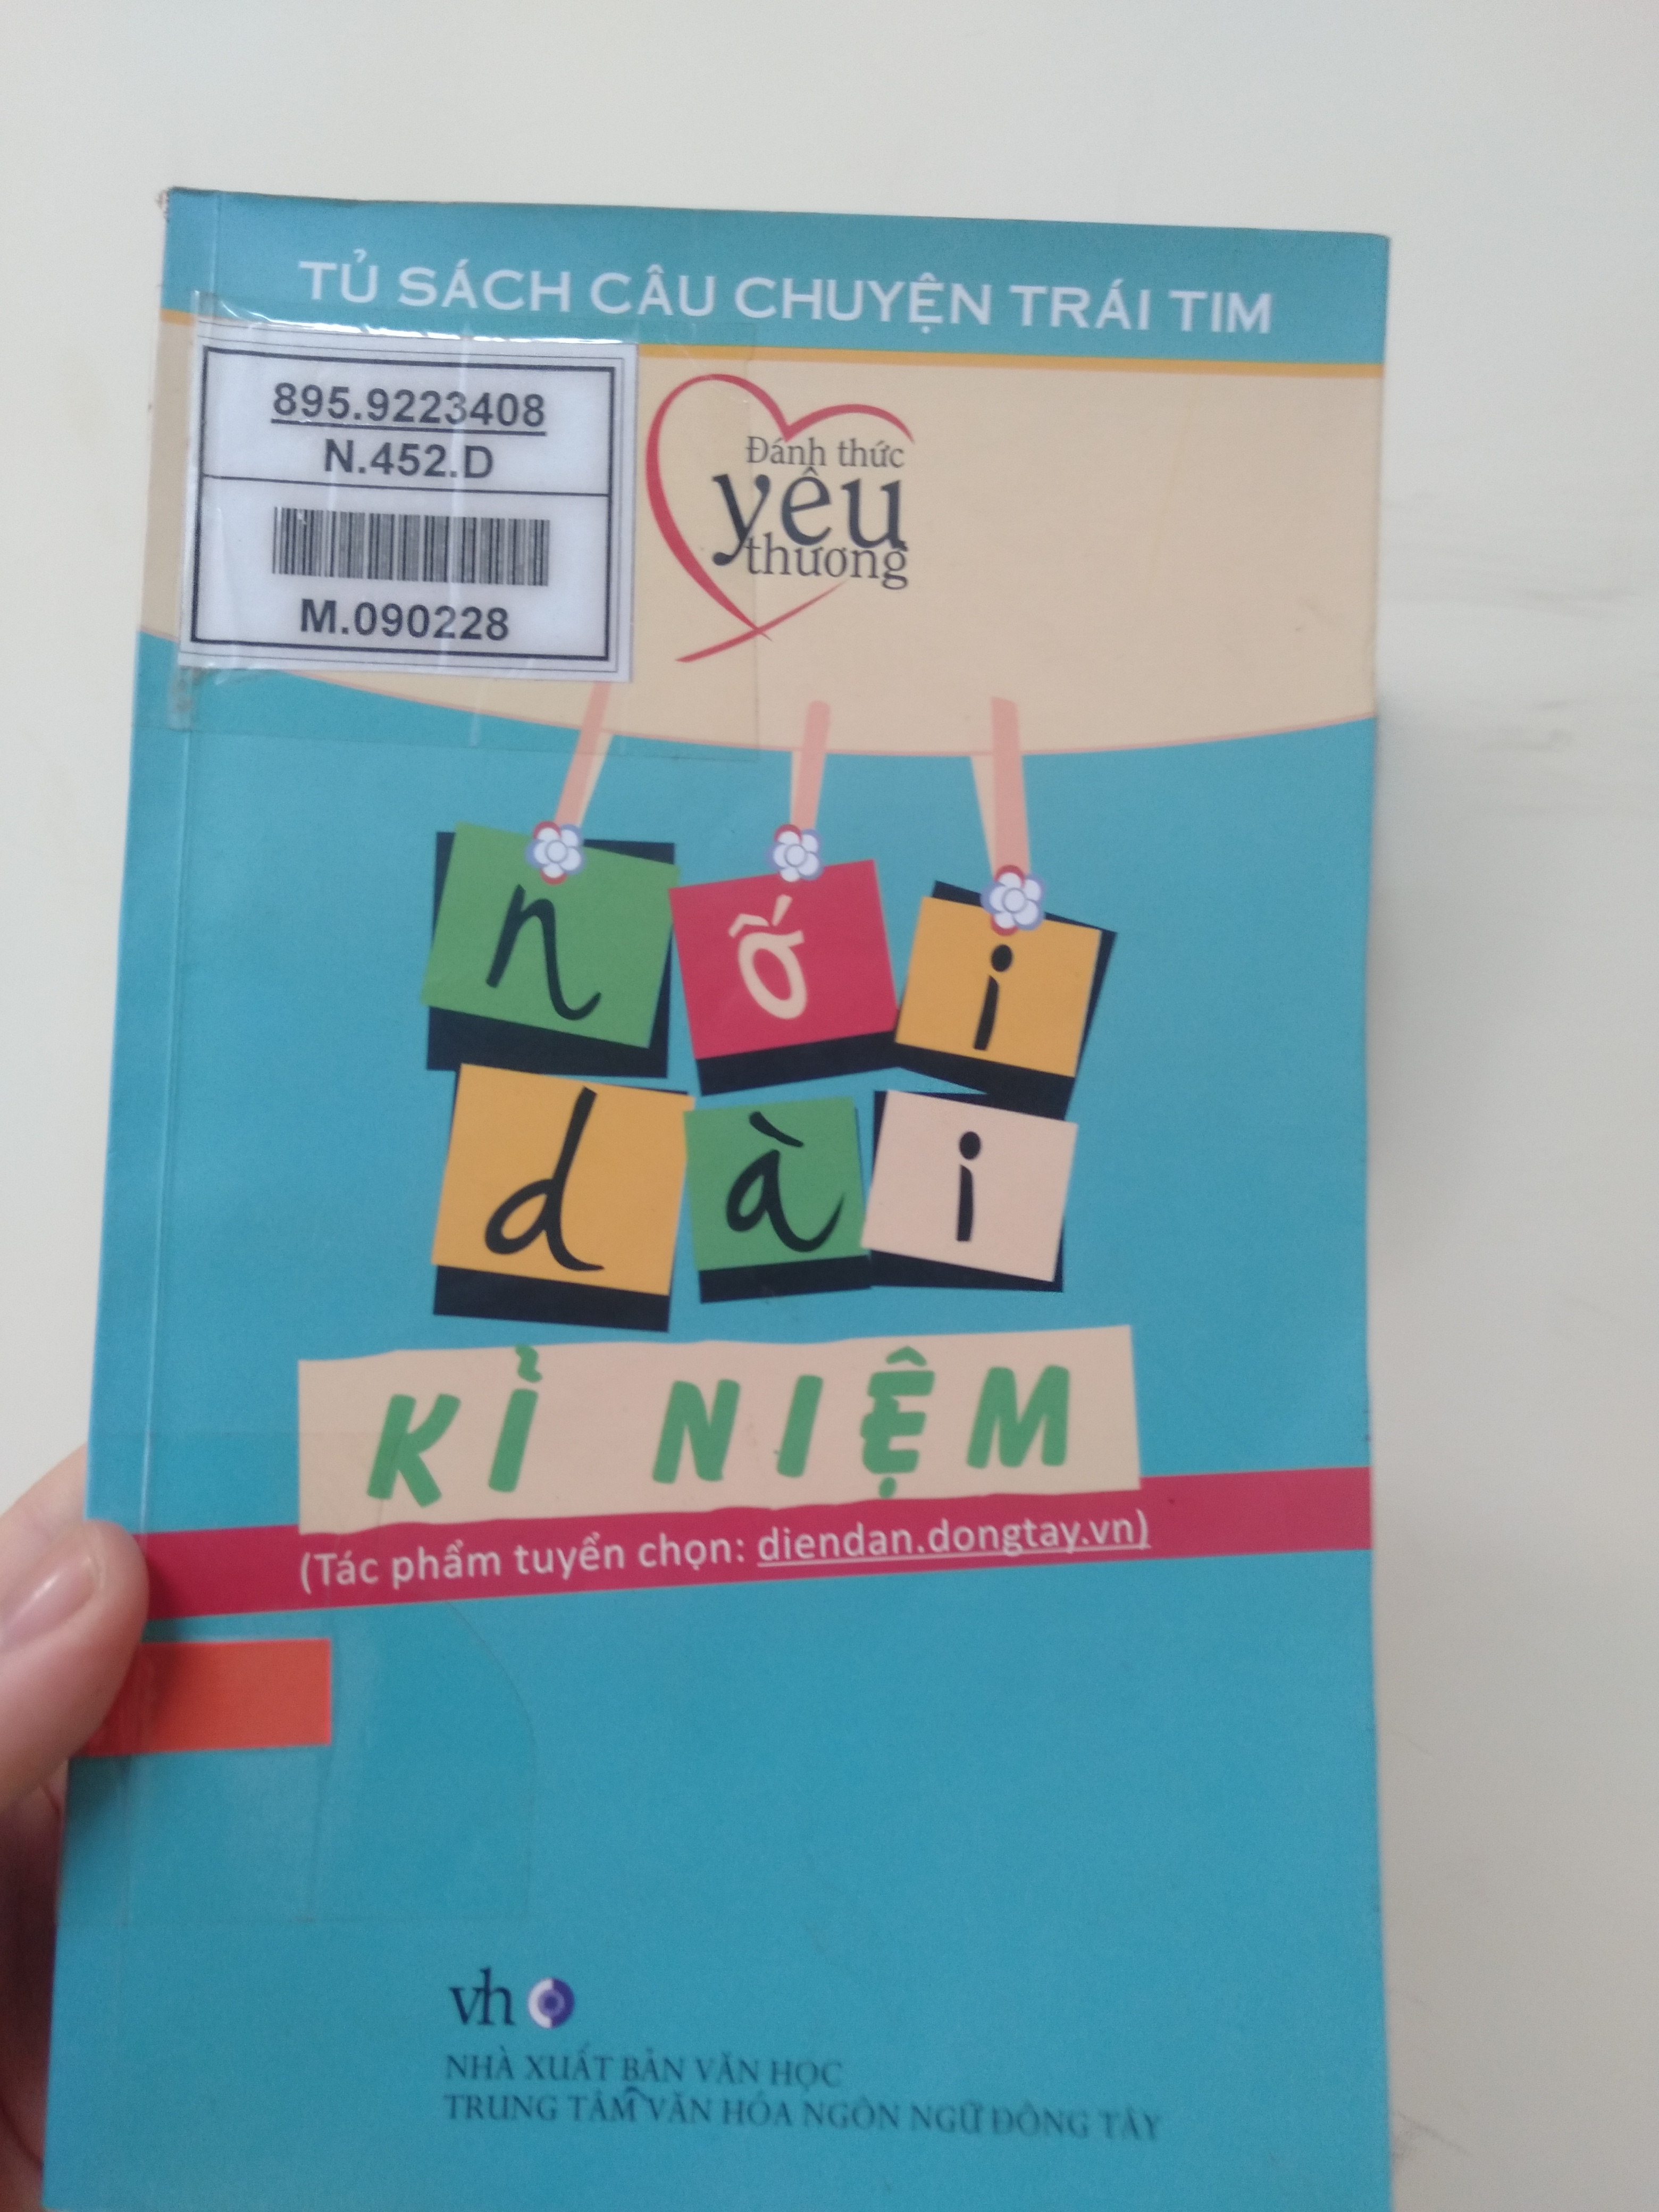 TỦ SÁCH CÂU CHUYỆN TRÁI TIM
895.9223408
N.452.D
M.090228
Đánh thức
yêu
thương
nối
dài
KỈ NIỆM
(Tác phẩm tuyển chọn: diendan.dongtay.vn)
vh
NHÀ XUẤT BẢN VĂN HỌC
TRUNG TÂM VĂN HÓA NGÔN NGỮ ĐÔNG TÂY